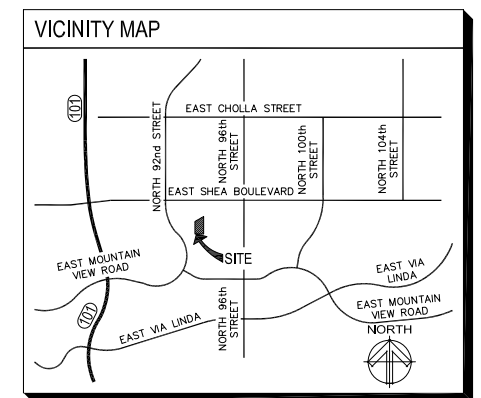 VICINITY MAP
101
EAST CHOLLA STREET
NORTH 92nd STREET
NORTH 96th
STREET
NORTH 100th
STREET
NORTH 104th
STREET
EAST SHEA BOULEVARD
SITE
EAST MOUNTAIN
VIEW ROAD
EAST VIA
LINDA
101
EAST VIA LINDA
NORTH 96th
STREET
EAST MOUNTAIN
VIEW ROAD
NORTH